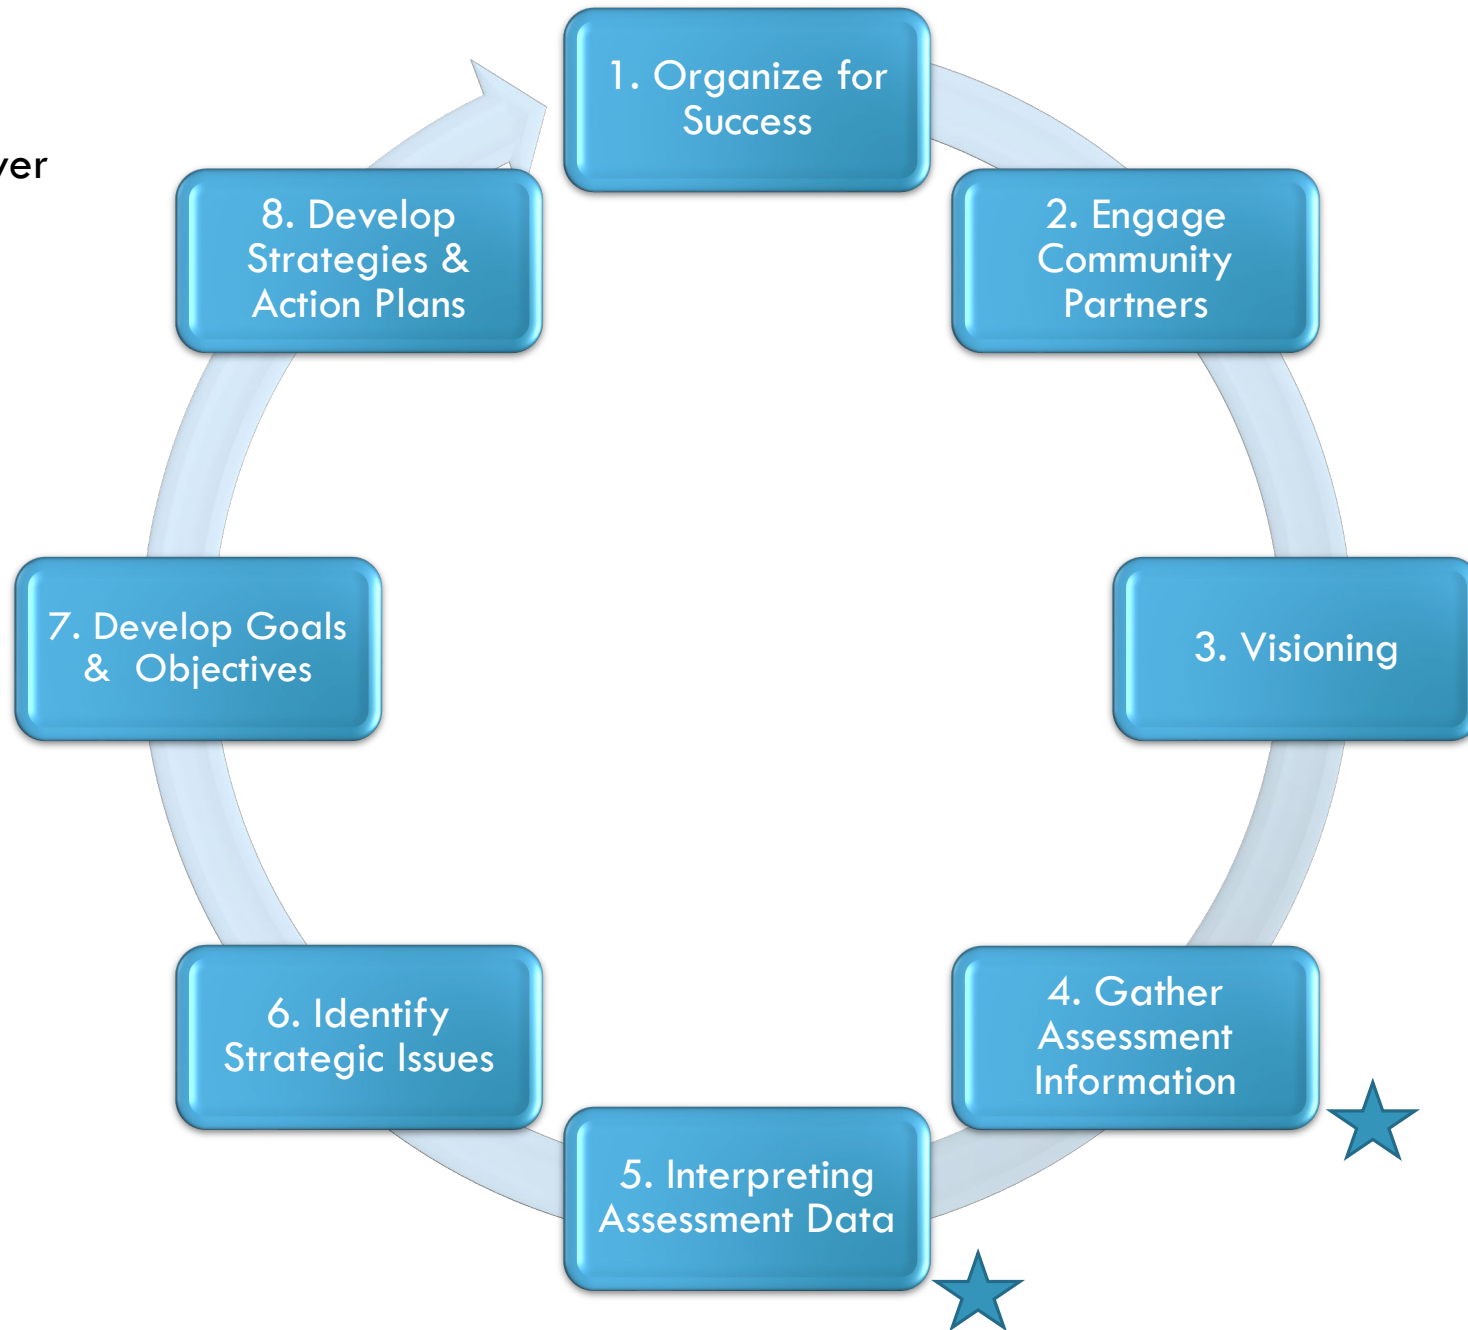 1. Organize for
Success
2. Engage
Community
Partners
3. Visioning
4. Gather
Assessment
Information
5. Interpreting
Assessment Data
6. Identify
Strategic Issues
7. Develop Goals
& Objectives
8. Develop
Strategies &
Action Plans